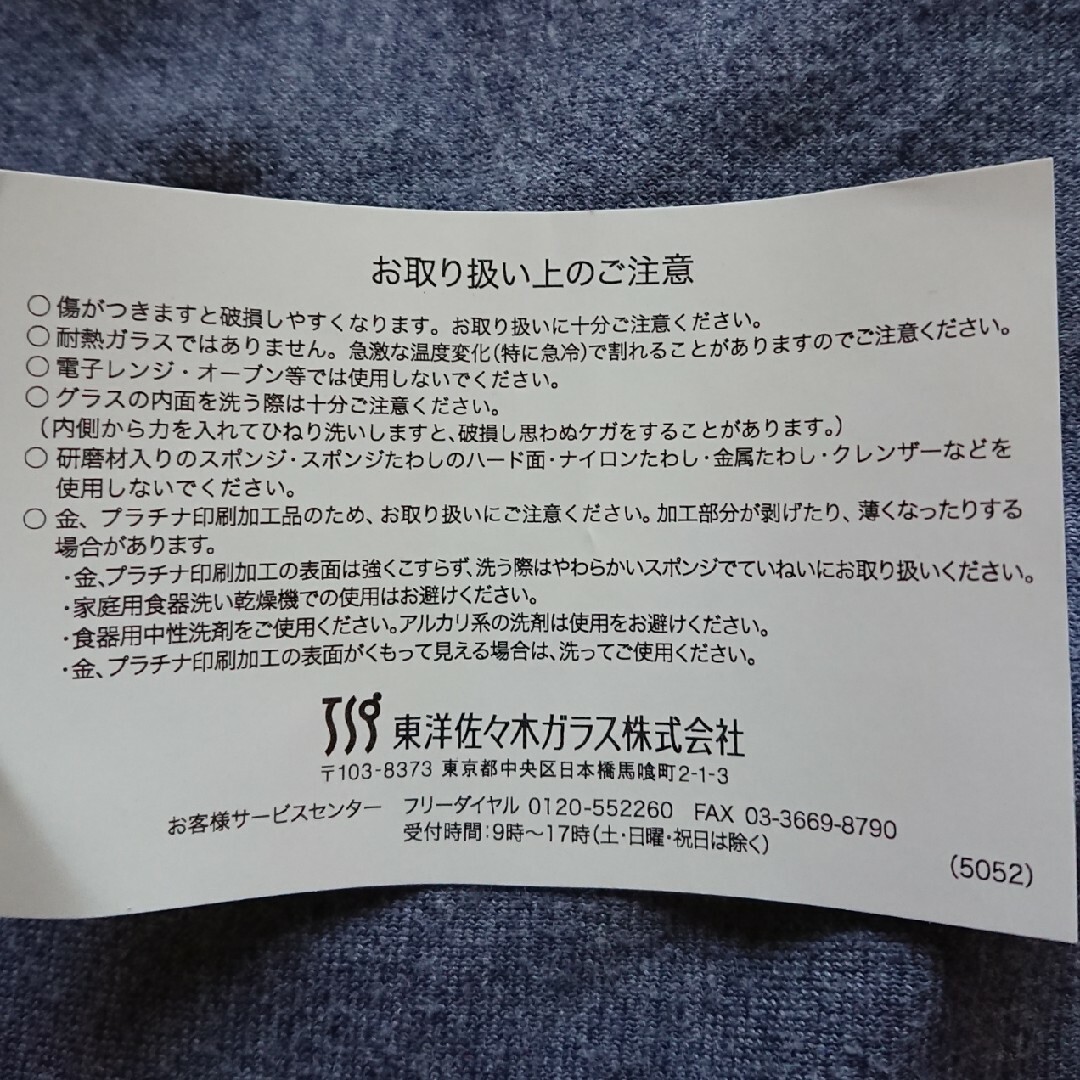 お取り扱い上のご注意
○ 傷がつきますと破損しやすくなります。お取り扱いに十分ご注意ください。
○ 耐熱ガラスではありません。急激な温度変化(特に急冷)で割れることがありますのでご注意ください。
○ 電子レンジ・オーブン等では使用しないでください。
○ グラスの内面を洗う際は十分ご注意ください。
(内側から力を入れてひねり洗いしますと、破損し思わぬケガをすることがあります。)
○ 研磨材入りのスポンジ・スポンジたわしのハード面・ナイロンたわし・金属たわし・クレンザーなどを
使用しないでください。
○ 金、プラチナ印刷加工品のため、お取り扱いにご注意ください。加工部分が剥げたり、薄くなったりする
場合があります。
・金、プラチナ印刷加工の表面は強くこすらず、洗う際はやわらかいスポンジでていねいにお取り扱いください。
・家庭用食器洗い乾燥機での使用はお避けください。
・食器用中性洗剤をご使用ください。アルカリ系の洗剤は使用をお避けください。
・金、プラチナ印刷加工の表面がくもって見える場合は、洗ってご使用ください。
TSg 東洋佐々木ガラス株式会社
〒103-8373 東京都中央区日本橋馬喰町2-1-3
お客様サービスセンター フリーダイヤル 0120-552260 FAX 03-3669-8790
受付時間:9時〜17時(土・日曜・祝日は除く)
(5052)